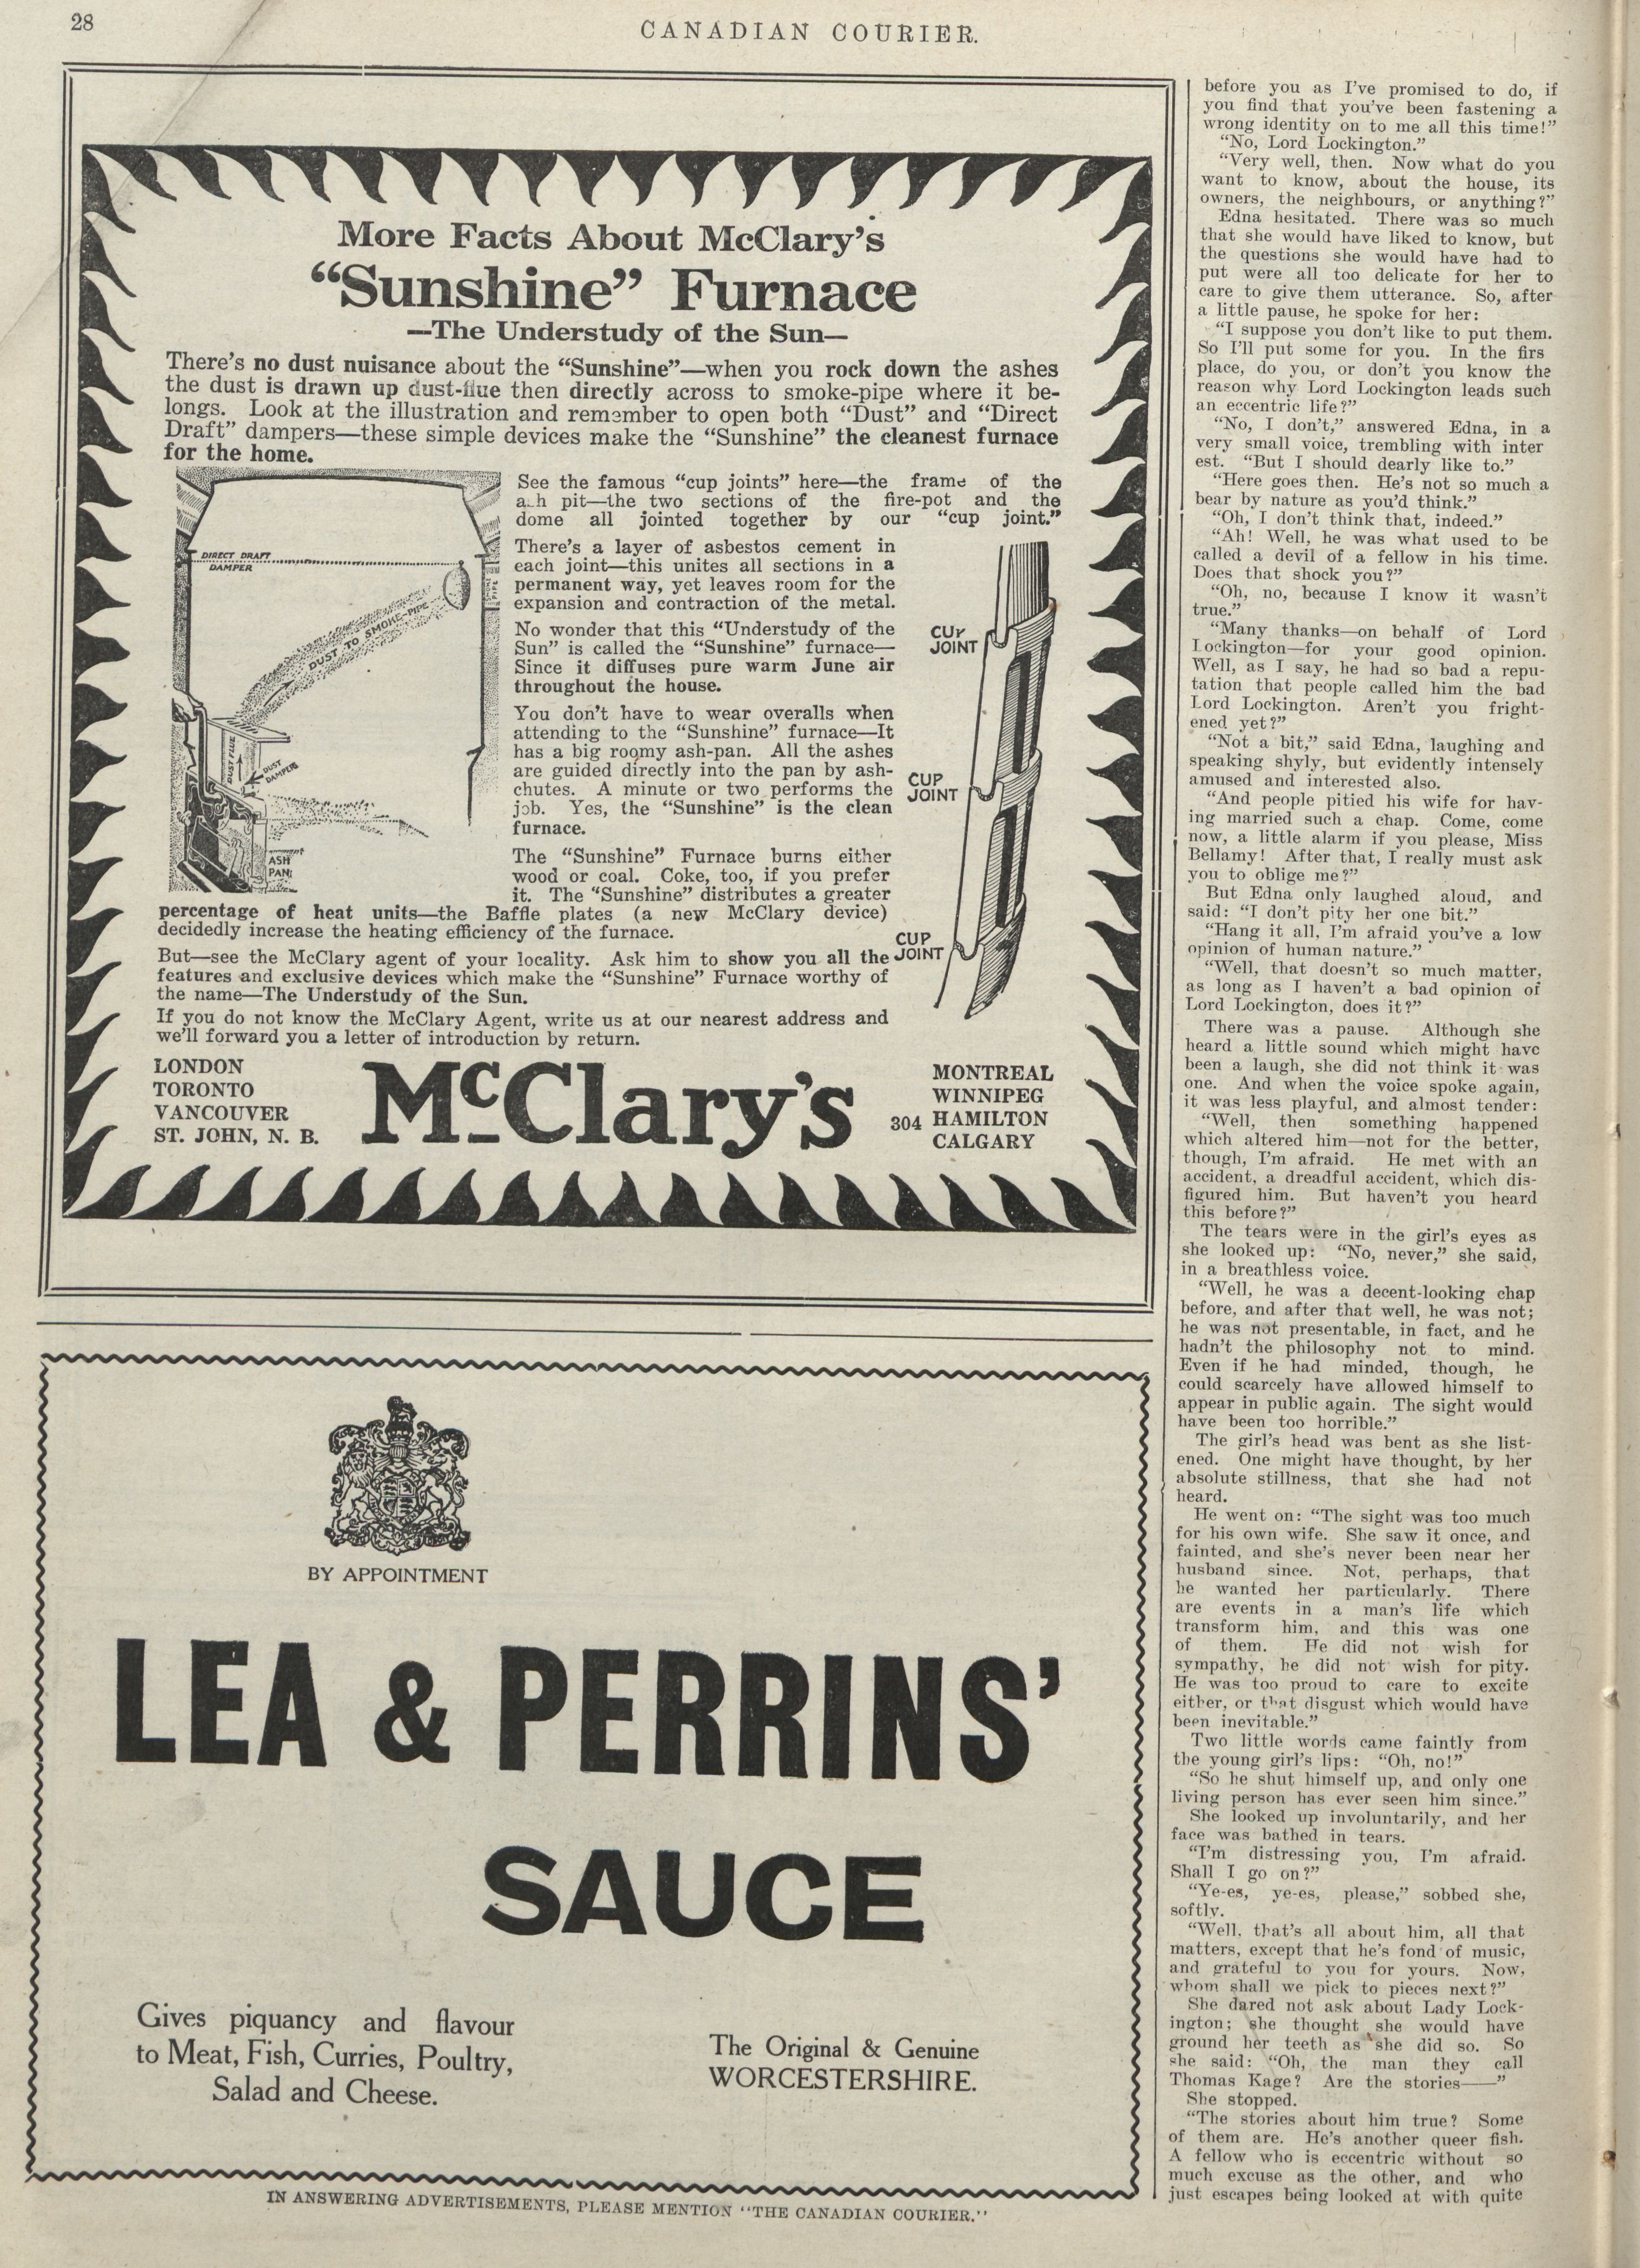 28
CANADIAN COURIER.
More Facts About McClary's
“Sunshine” Furnace
—The Understudy of the Sun—
There's no dust nuisance about the “Sunshine”—when you rock down the ashes
the dust is drawn up dust-flue then directly across to smoke-pipe where it be-
longs. Look at the illustration and remember to open both “Dust” and “Direct
Draft” dampers—these simple devices make the “Sunshine” the cleanest furnace
for the home.
DIRECT DRAFT
DAMPER
DUST TO SMOKE-PIPE
DUST FLUE
DUST
DAMPER
ASH
PAN
See the famous “cup joints” here—the frame of the
ash pit—the two sections of the fire-pot and the
dome all jointed together by our “cup joint.”
There's a layer of asbestos cement in
each joint—this unites all sections in a
permanent way, yet leaves room for the
expansion and contraction of the metal.
No wonder that this “Understudy of the
Sun” is called the “Sunshine” furnace—
Since it diffuses pure warm June air
throughout the house.
You don't have to wear overalls when
attending to the “Sunshine” furnace—It
has a big roomy ash-pan. All the ashes
are guided directly into the pan by ash-
chutes. A minute or two performs the
job. Yes, the “Sunshine” is the clean
furnace.
The “Sunshine” Furnace burns either
wood or coal. Coke, too, if you prefer
it. The “Sunshine” distributes a greater
percentage of heat units—the Baffle plates (a new McClary device)
decidedly increase the heating efficiency of the furnace.
CUP
JOINT
CUP
JOINT
CUP
JOINT
But—see the McClary agent of your locality. Ask him to show you all the
features and exclusive devices which make the “Sunshine” Furnace worthy of
the name—The Understudy of the Sun.
If you do not know the McClary Agent, write us at our nearest address and
we'll forward you a letter of introduction by return.
LONDON
TORONTO
VANCOUVER
ST. JOHN, N. B.
McClary's
304
MONTREAL
WINNIPEG
HAMILTON
CALGARY
BY APPOINTMENT
LEA & PERRINS'
SAUCE
Gives piquancy and flavour
to Meat, Fish, Curries, Poultry,
Salad and Cheese.
The Original & Genuine
WORCESTERSHIRE.
IN ANSWERING ADVERTISEMENTS, PLEASE MENTION “THE CANADIAN COURIER.”
before you as I've promised to do, if
you find that you've been fastening a
wrong identity on to me all this time!”
“No, Lord Lockington.”
“Very well, then. Now what do you
want to know, about the house, its
owners, the neighbours, or anything?”
Edna hesitated. There was so much
that she would have liked to know, but
the questions she would have had to
put were all too delicate for her to
care to give them utterance. So, after
a little pause, he spoke for her:
“I suppose you don't like to put them.
So I'll put some for you. In the firs
place, do you, or don't you know the
reason why Lord Lockington leads such
an eccentric life?”
“No, I don't,” answered Edna, in a
very small voice, trembling with inter
est. “But I should dearly like to.”
“Here goes then. He's not so much a
bear by nature as you'd think.”
“Oh, I don't think that, indeed.”
“Ah! Well, he was what used to be
called a devil of a fellow in his time.
Does that shock you?”
“Oh, no, because I know it wasn't
true.”
“Many thanks—on behalf of Lord
Lockington—for your good opinion.
Well, as I say, he had so bad a repu-
tation that people called him the bad
Lord Lockington. Aren't you fright-
ened yet?”
“Not a bit,” said Edna, laughing and
speaking shyly, but evidently intensely
amused and interested also.
“And people pitied his wife for hav-
ing married such a chap. Come, come
now, a little alarm if you please, Miss
Bellamy! After that, I really must ask
you to oblige me?”
But Edna only laughed aloud, and
said: “I don't pity her one bit.”
“Hang it all, I'm afraid you've a low
opinion of human nature.”
“Well, that doesn't so much matter,
as long as I haven't a bad opinion of
Lord Lockington, does it?”
There was a pause. Although she
heard a little sound which might have
been a laugh, she did not think it was
one. And when the voice spoke again,
it was less playful, and almost tender:
“Well, then something happened
which altered him—not for the better,
though, I'm afraid. He met with an
accident, a dreadful accident, which dis-
figured him. But haven't you heard
this before?”
The tears were in the girl's eyes as
she looked up: “No, never,” she said,
in a breathless voice.
“Well, he was a decent-looking chap
before, and after that well, he was not;
he was not presentable, in fact, and he
hadn't the philosophy not to mind.
Even if he had minded, though, he
could scarcely have allowed himself to
appear in public again. The sight would
have been too horrible.”
The girl's head was bent as she list-
ened. One might have thought, by her
absolute stillness, that she had not
heard.
He went on: “The sight was too much
for his own wife. She saw it once, and
fainted, and she's never been near her
husband since. Not, perhaps, that
he wanted her particularly. There
are events in a man's life which
transform him, and this was one
of them. He did not wish for
sympathy, he did not wish for pity.
He was too proud to care to excite
either, or that disgust which would have
been inevitable.”
Two little words came faintly from
the young girl's lips: “Oh, no!”
“So he shut himself up, and only one
living person has ever seen him since.”
She looked up involuntarily, and her
face was bathed in tears.
“I'm distressing you, I'm afraid.
Shall I go on?”
“Ye-es, ye-es, please,” sobbed she,
softly.
“Well, that's all about him, all that
matters, except that he's fond of music,
and grateful to you for yours. Now,
whom shall we pick to pieces next?”
She dared not ask about Lady Lock-
ington; she thought she would have
ground her teeth as she did so. So
she said: “Oh, the man they call
Thomas Kage? Are the stories——”
She stopped.
“The stories about him true? Some
of them are. He's another queer fish.
A fellow who is eccentric without so
much excuse as the other, and who
just escapes being looked at with quite